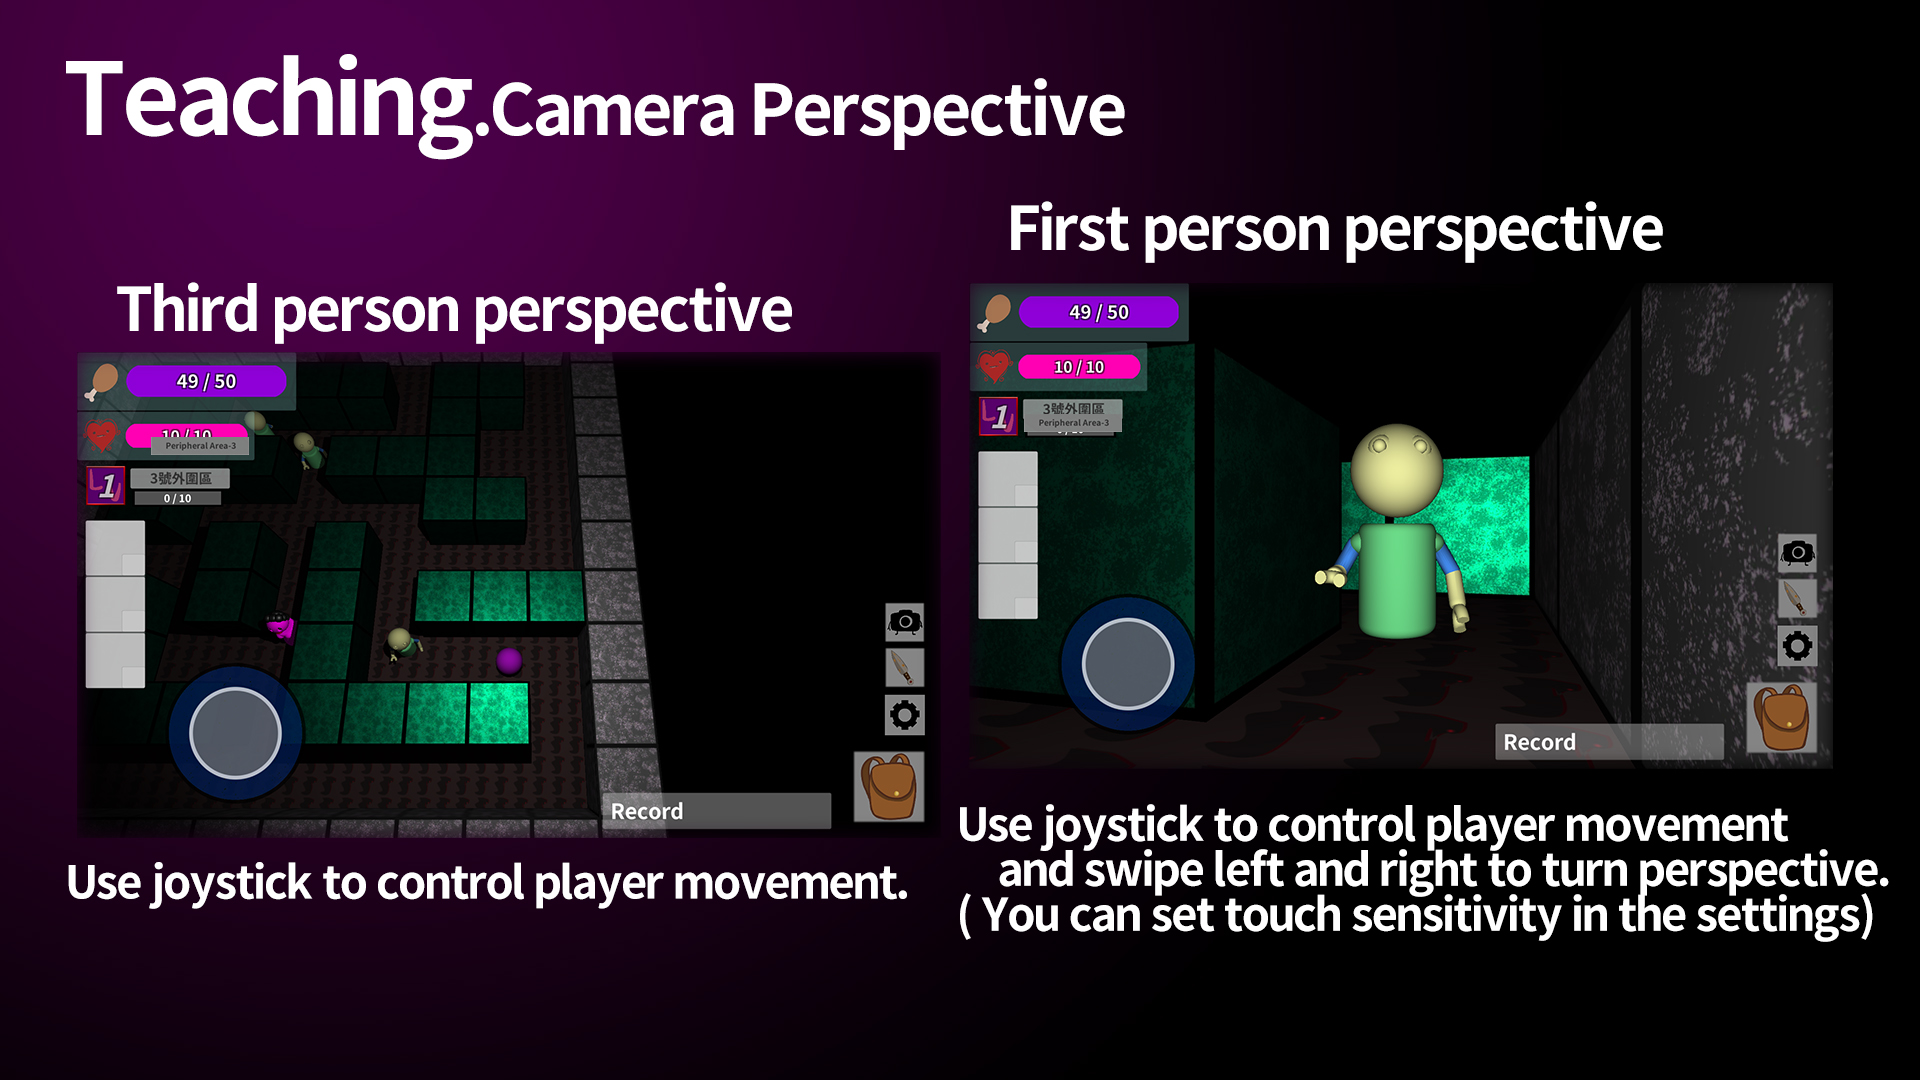 Teaching.Camera Perspective
Third person perspective
49 / 50
10 / 10
Peripheral Area-3
1
3號外圍區
0 / 10
Record
Use joystick to control player movement.
First person perspective
49 / 50
10 / 10
1
3號外圍區
Peripheral Area-3
Record
Use joystick to control player movement
and swipe left and right to turn perspective.
( You can set touch sensitivity in the settings)